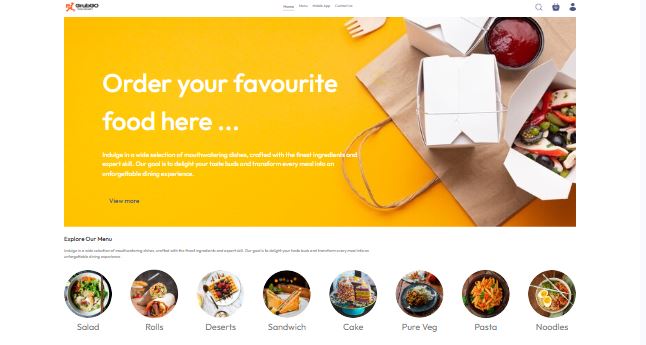 GrubGO
Home Menu Mobile App Contact us
Order your favourite
food here ...
Indulge in a wide selection of mouthwatering dishes, crafted with the finest ingredients and
expert skill. Our goal is to delight your taste buds and transform every meal into an
unforgettable dining experience.
View more
Explore Our Menu
Indulge in a wide selection of mouthwatering dishes, crafted with the finest ingredients and expert skill. Our goal is to delight your taste buds and transform every meal into an
unforgettable dining experience.
Salad Rolls Deserts Sandwich Cake Pure Veg Pasta Noodles